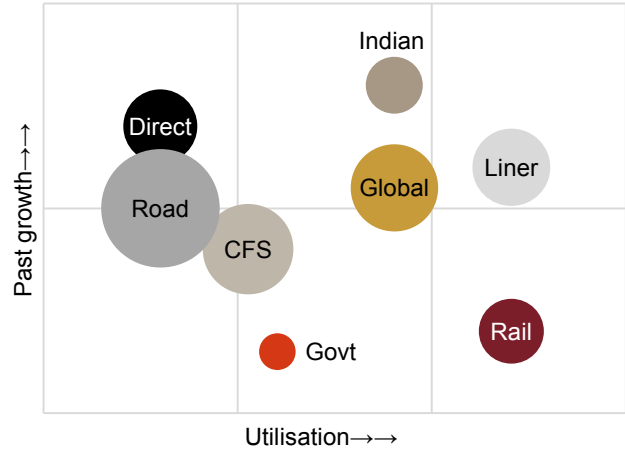 Indian
Direct
Liner
Global
Road
CFS
Rail
Govt
Past growth→→
Utilisation→→